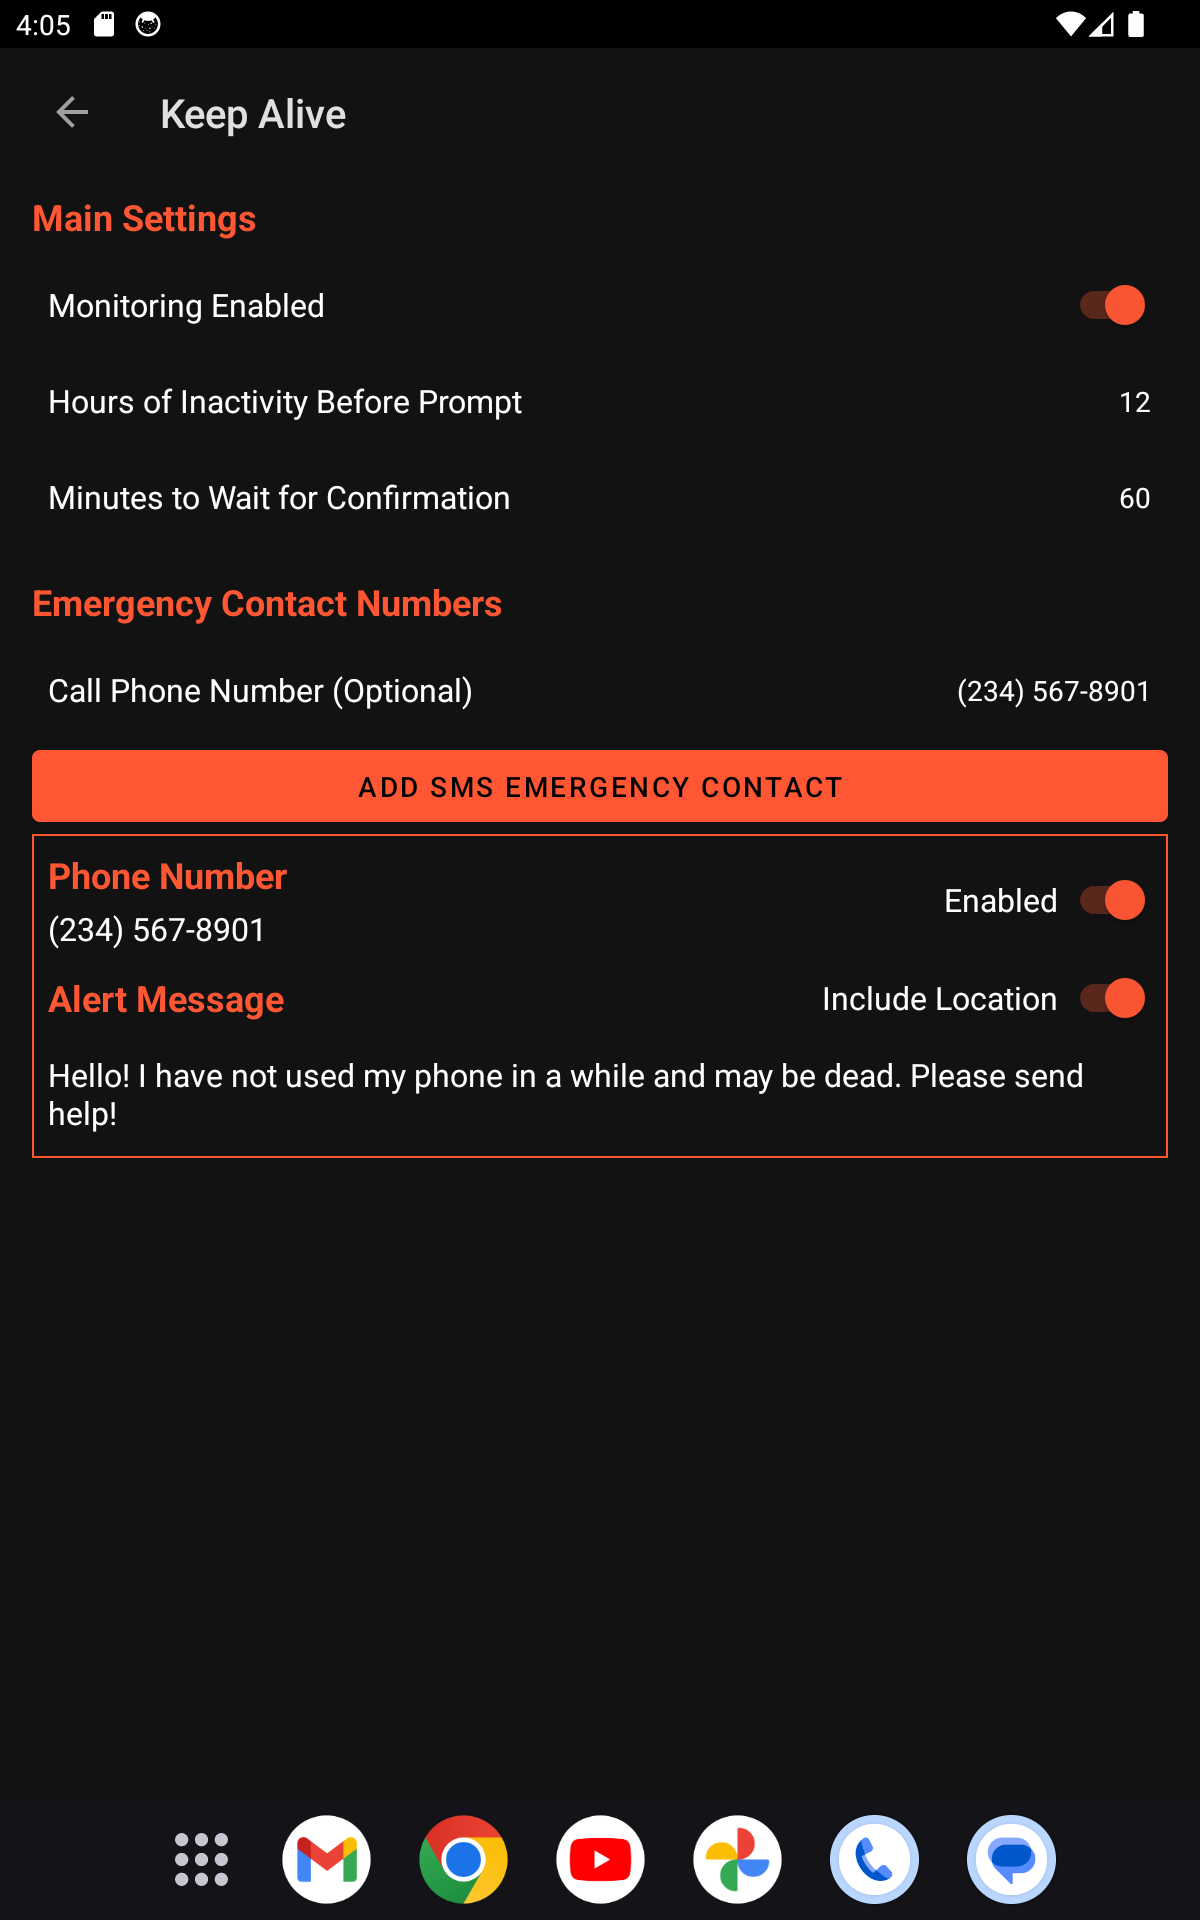 4:05
Keep Alive
Main Settings
Monitoring Enabled
Hours of Inactivity Before Prompt 12
Minutes to Wait for Confirmation 60
Emergency Contact Numbers
Call Phone Number (Optional) (234) 567-8901
ADD SMS EMERGENCY CONTACT
Phone Number
Enabled
(234) 567-8901
Alert Message Include Location
Hello! I have not used my phone in a while and may be dead. Please send
help!